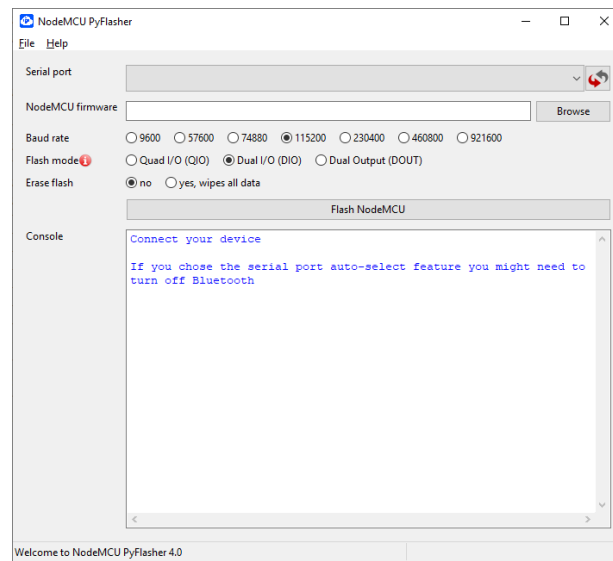 NodeMCU PyFlasher
File Help
Serial port
NodeMCU firmware Browse
Baud rate 9600 57600 74880 115200 230400 460800 921600
Flash mode Quad I/O (QIO) Dual I/O (DIO) Dual Output (DOUT)
Erase flash no yes, wipes all data
Flash NodeMCU
Console
Connect your device
If you chose the serial port auto-select feature you might need to
turn off Bluetooth
Welcome to NodeMCU PyFlasher 4.0